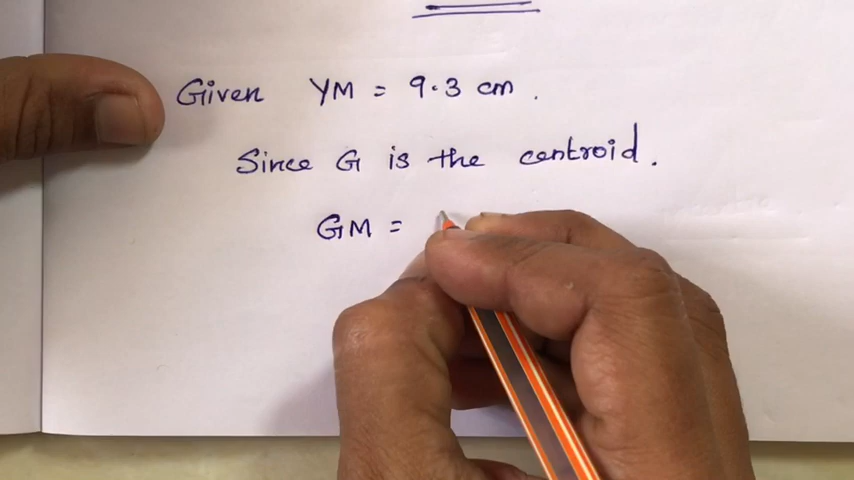 Given YM = 9.3 cm.
Since G is the centroid.
GM =